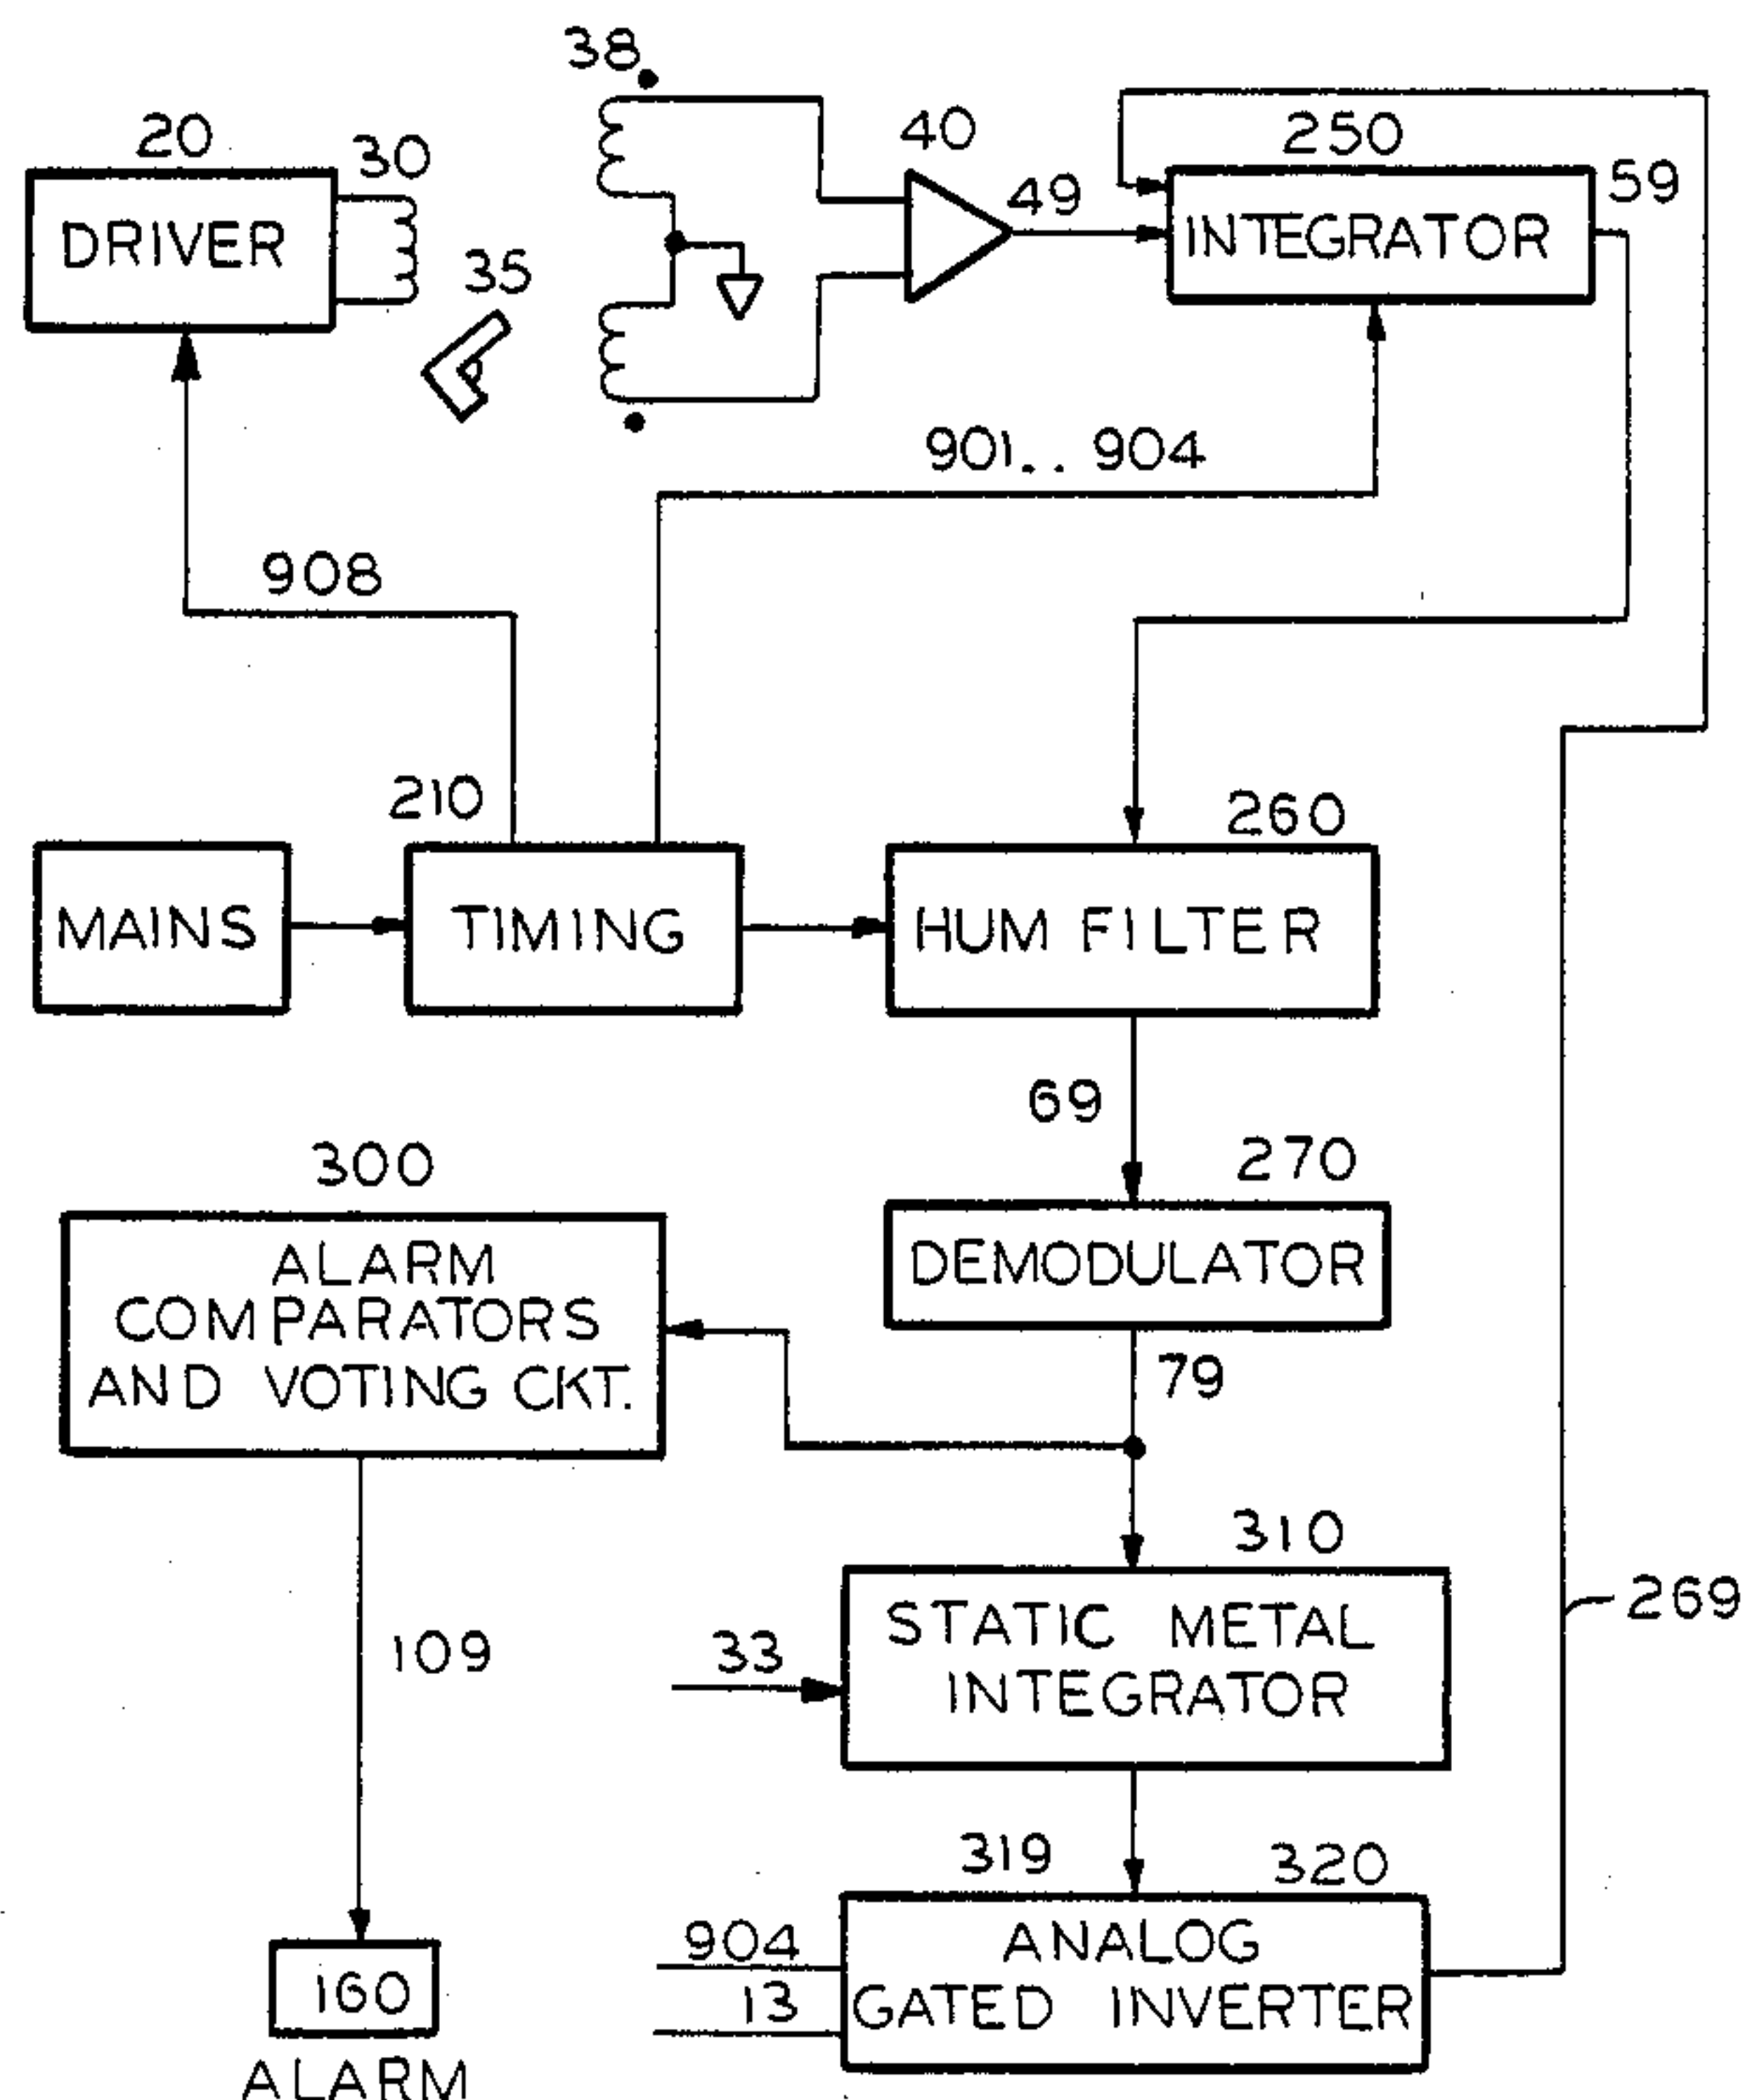 38
20
30
40
250
59
DRIVER
35
49
INTEGRATOR
901.. 904
908
210
260
MAINS
TIMING
HUM FILTER
69
300
270
ALARM
COMPARATORS
AND VOTING CKT.
DEMODULATOR
79
310
109
33
STATIC METAL
INTEGRATOR
269
319
320
904
13
ANALOG
GATED INVERTER
160
ALARM